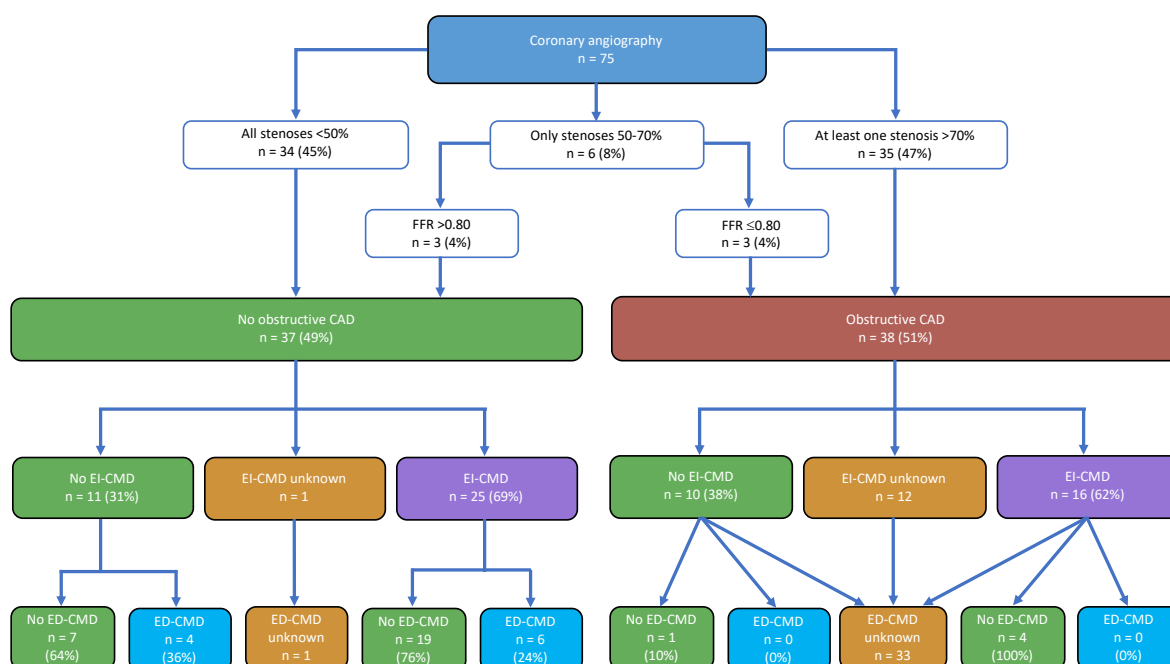 Coronary angiography
n = 75
All stenoses <50%
n = 34 (45%)
Only stenoses 50-70%
n = 6 (8%)
At least one stenosis >70%
n = 35 (47%)
FFR >0.80
n = 3 (4%)
FFR ≤0.80
n = 3 (4%)
No obstructive CAD
n = 37 (49%)
Obstructive CAD
n = 38 (51%)
No EI-CMD
n = 11 (31%)
EI-CMD unknown
n = 1
EI-CMD
n = 25 (69%)
No EI-CMD
n = 10 (38%)
EI-CMD unknown
n = 12
EI-CMD
n = 16 (62%)
No ED-CMD
n = 7
(64%)
ED-CMD
n = 4
(36%)
ED-CMD
unknown
n = 1
No ED-CMD
n = 19
(76%)
ED-CMD
n = 6
(24%)
No ED-CMD
n = 1
(10%)
ED-CMD
n = 0
(0%)
ED-CMD
unknown
n = 33
No ED-CMD
n = 4
(100%)
ED-CMD
n = 0
(0%)